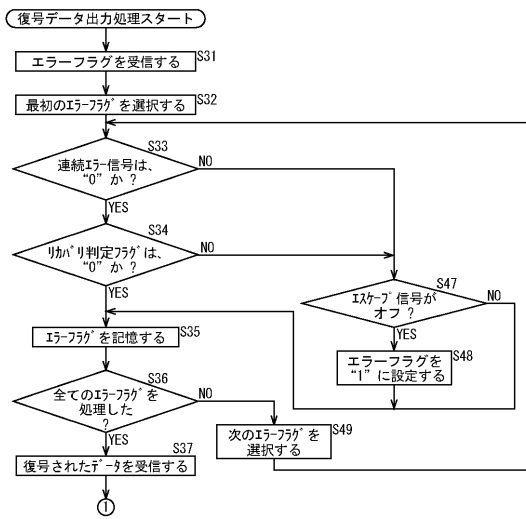 復号データ出力処理スタート
エラーフラグを受信する
S31
最初のｴﾗｰﾌﾗｸﾞを選択する
S32
S33
連続ｴﾗｰ信号は、
“0”か ?
NO
YES
S34
ﾘｶﾊﾞﾘ判定ﾌﾗｸﾞは、
“0”か ?
NO
YES
S47
ｴｽｹｰﾌﾟ信号が
オフ ?
NO
YES
ｴﾗｰﾌﾗｸﾞを記憶する
S35
エラーフラグを
“1”に設定する
S48
S36
全てのｴﾗｰﾌﾗｸﾞを
処理した
?
NO
YES
次のｴﾗｰﾌﾗｸﾞを
選択する
S49
S37
復号されたﾃﾞｰﾀを受信する
①